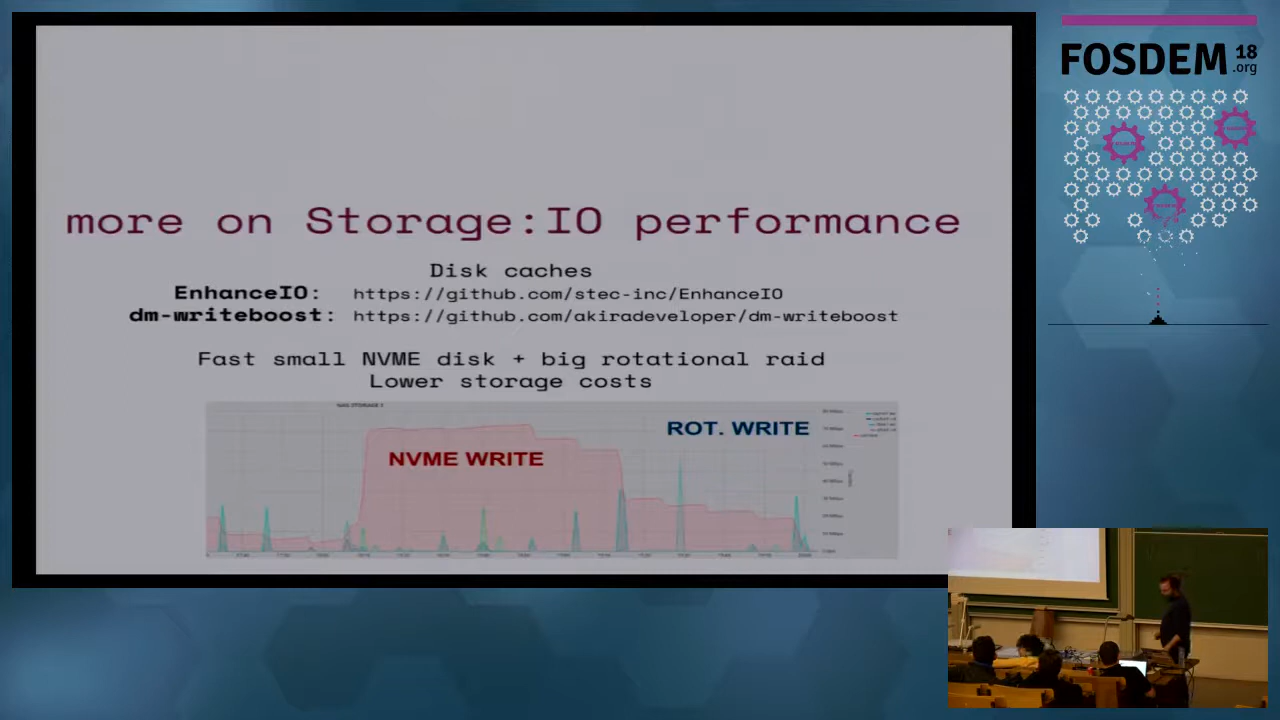 FOSDEM 18 .org
more on Storage:IO performance
Disk caches
EnhanceIO: https://github.com/stec-inc/EnhanceIO
dm-writeboost: https://github.com/akiradeveloper/dm-writeboost
Fast small NVME disk + big rotational raid
Lower storage costs
ROT. WRITE
NVME WRITE